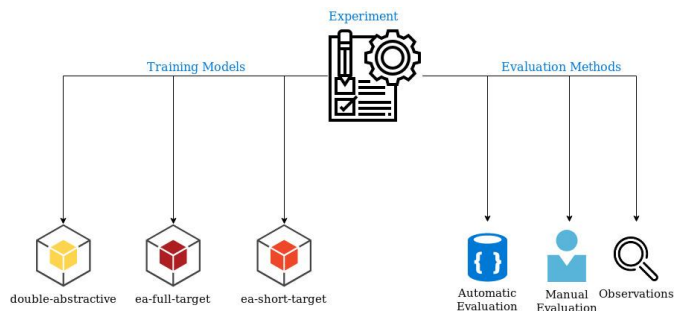 Experiment
Training Models
Evaluation Methods
{ }
double-abstractive
ea-full-target
ea-short-target
Automatic
Evaluation
Manual
Evaluation
Observations